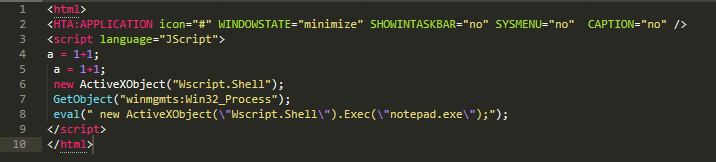 1 <html>
2 <HTA:APPLICATION icon="#" WINDOWSTATE="minimize" SHOWINTASKBAR="no" SYSMENU="no"  CAPTION="no" />
3 <script language="JScript">
4 a = 1+1;
5  a = 1+1;
6  new ActiveXObject("Wscript.Shell");
7  GetObject("winmgmts:Win32_Process");
8  eval(" new ActiveXObject(\"Wscript.Shell\").Exec(\"notepad.exe\");");
9 </script>
10 </html>